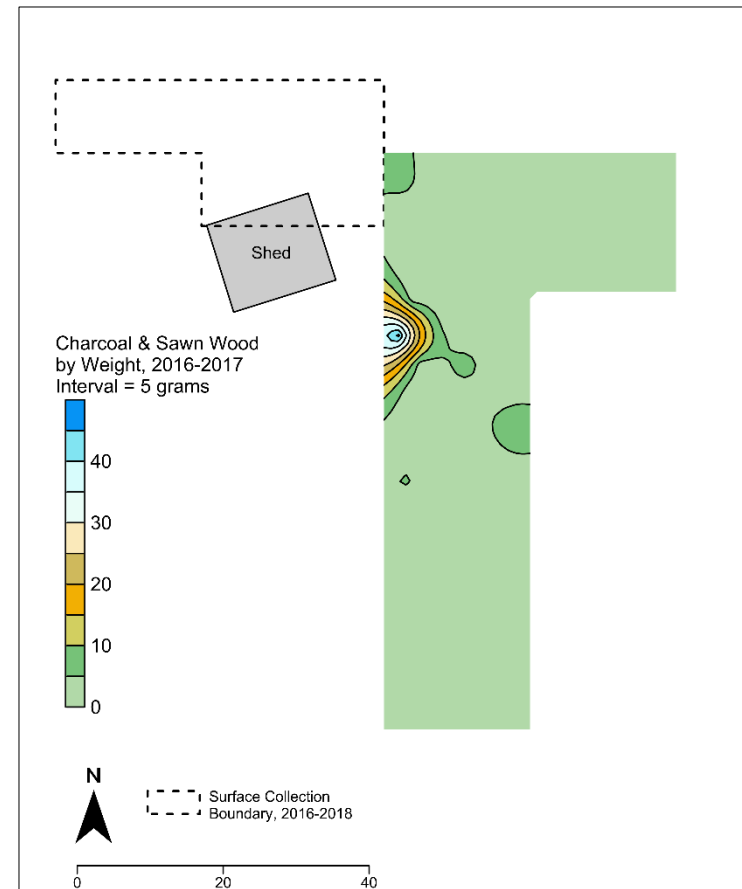 Shed
Charcoal & Sawn Wood
by Weight, 2016-2017
Interval = 5 grams
40
30
20
10
0
N
Surface Collection
Boundary, 2016-2018
0 20 40